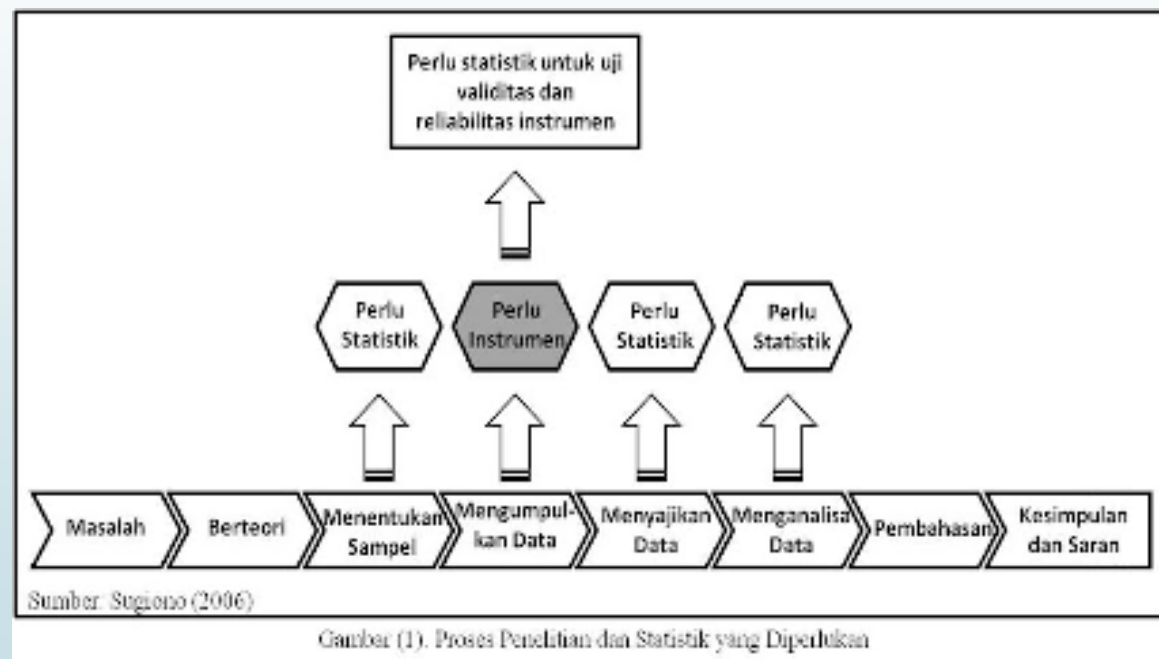 Perlu statistik untuk uji
validitas dan
reliabilitas instrumen
Perlu
Statistik
Perlu
Instrumen
Perlu
Statistik
Perlu
Statistik
Masalah
Berteori
Menentukan
Sampel
Mengumpul-
kan Data
Menyajikan
Data
Menganalisa
Data
Pembahasan
Kesimpulan
dan Saran
Sumber: Sugiono (2006)
Gambar (1). Proses Penelitian dan Statistik yang Diperlukan